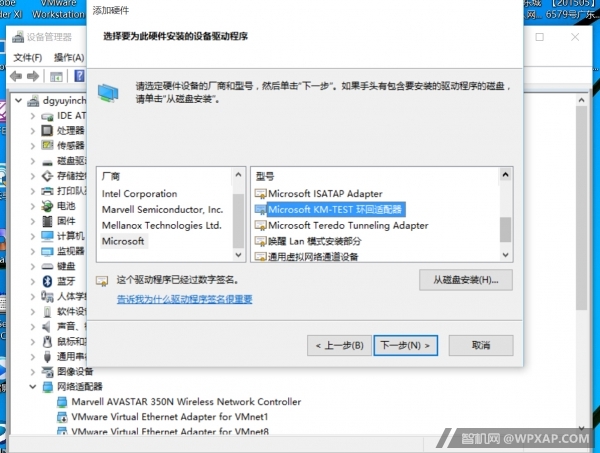 VMware
Workstation
[201505]
网... 6579号广东...
添加硬件
选择要为此硬件安装的设备驱动程序
请选定硬件设备的厂商和型号，然后单击"下一步"。如果手头有包含要安装的驱动程序的磁盘，
请单击"从磁盘安装"。
厂商
Intel Corporation
Marvell Semiconductor, Inc.
Mellanox Technologies Ltd.
Microsoft
型号
Microsoft ISATAP Adapter
Microsoft KM-TEST 环回适配器
Microsoft Teredo Tunneling Adapter
唤醒 Lan 模式安装部分
通用虚拟网络通道设备
这个驱动程序已经过数字签名。
告诉我为什么驱动程序签名很重要
从磁盘安装(H)...
< 上一步(B)
下一步(N) >
取消
设备管理器
文件(F)
操作(A)
dgyuyinch
IDE AT
处理器
传感器
磁盘驱
存储控
打印队
电池
固件
计算机
监视器
键盘
蓝牙
人体学
软件设
声音、
鼠标和
通用串
图像设备
网络适配器
Marvell AVASTAR 350N Wireless Network Controller
VMware Virtual Ethernet Adapter for VMnet1
VMware Virtual Ethernet Adapter for VMnet8
智机网 @WPXAP.COM